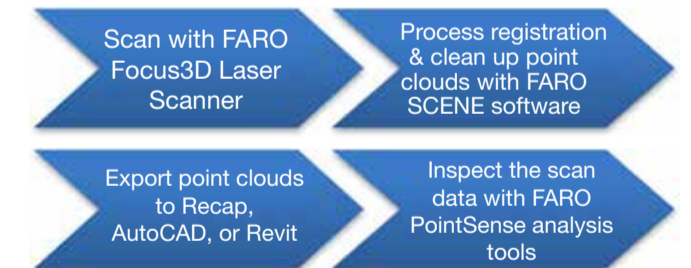 Scan with FARO
Focus3D Laser
Scanner
Process registration
& clean up point
clouds with FARO
SCENE software
Export point clouds
to Recap,
AutoCAD, or Revit
Inspect the scan
data with FARO
PointSense analysis
tools